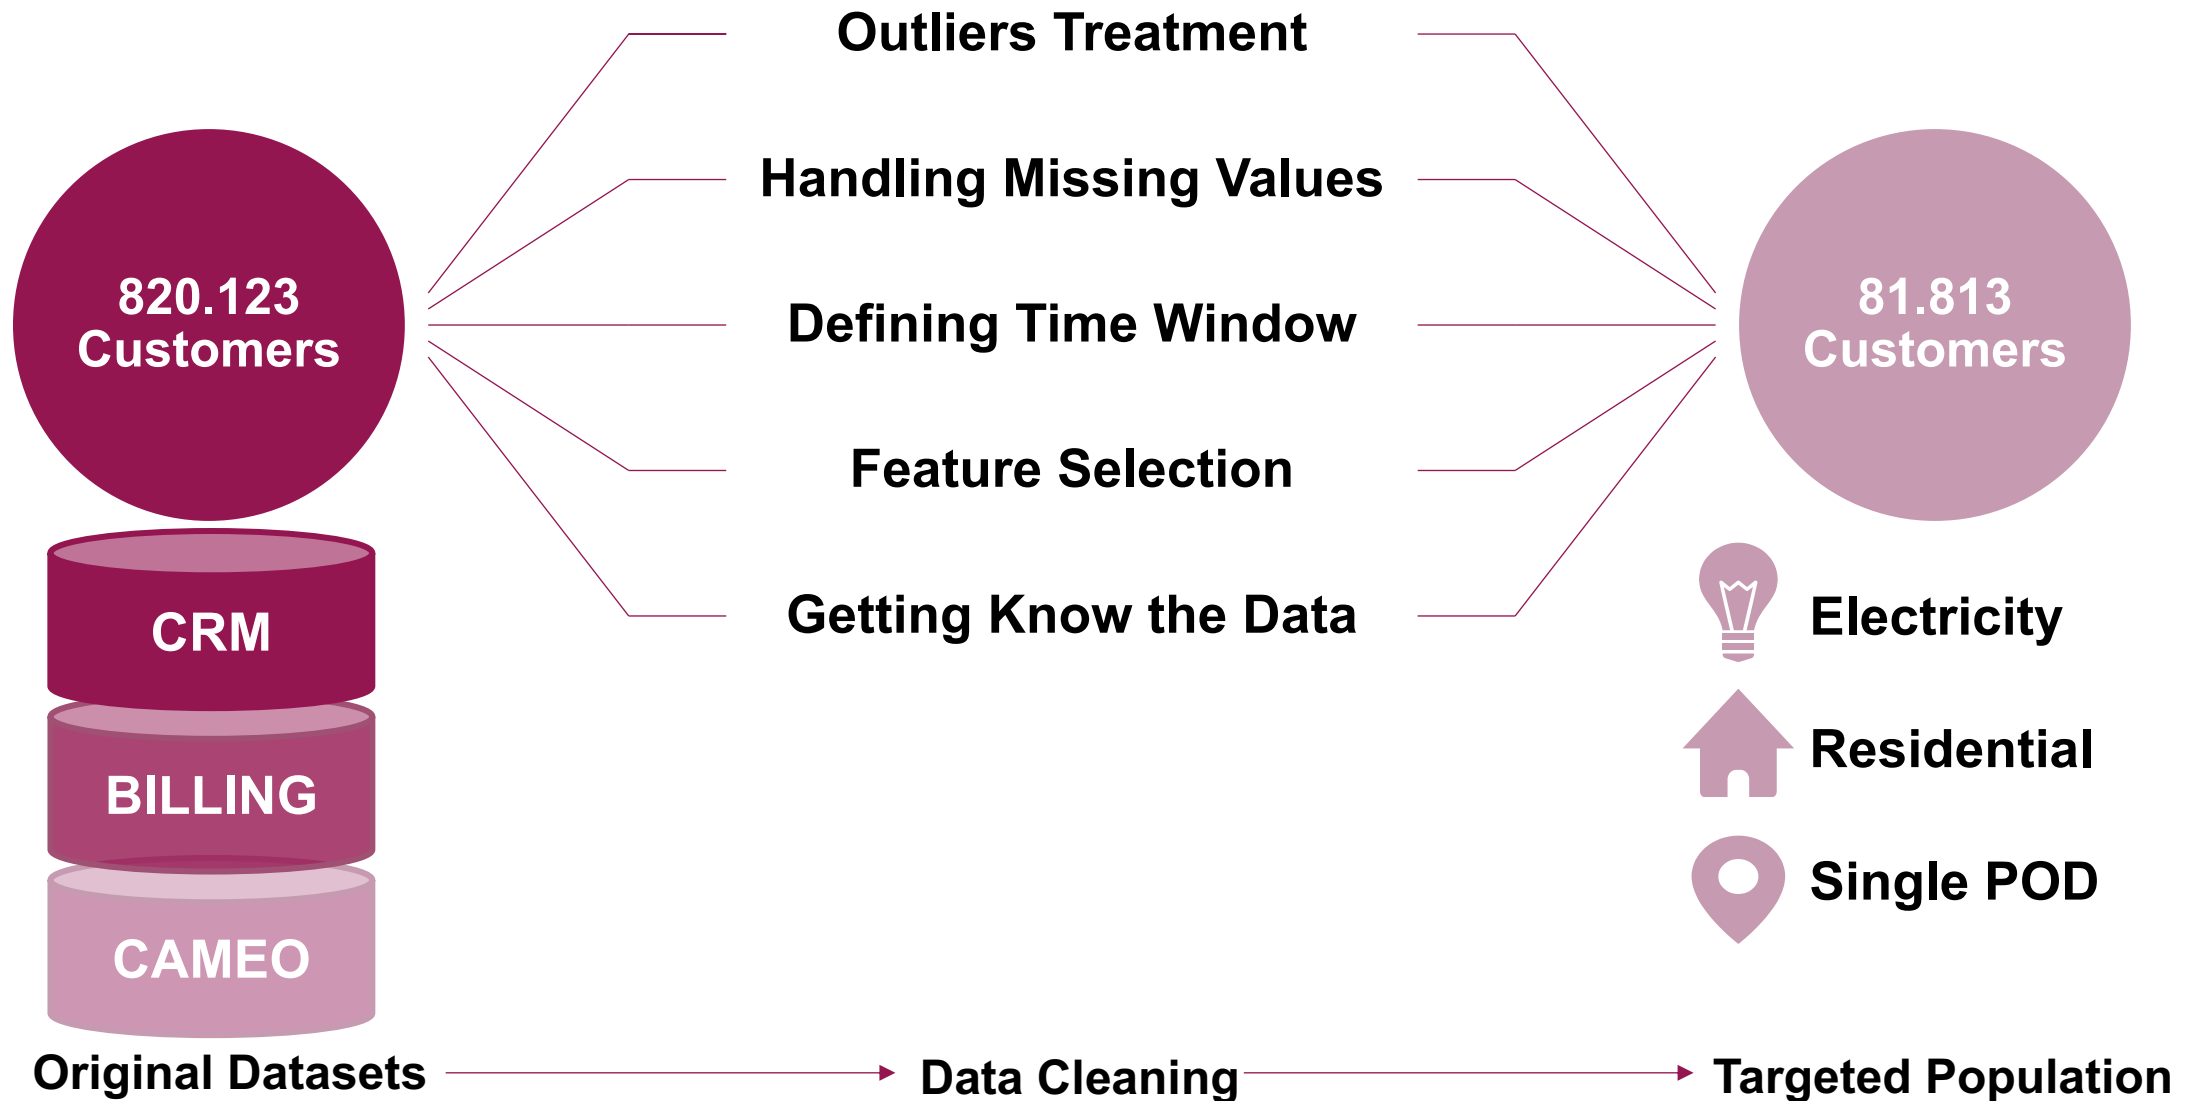 820.123
Customers
CRM
BILLING
CAMEO
Original Datasets
Outliers Treatment
Handling Missing Values
Defining Time Window
Feature Selection
Getting Know the Data
Data Cleaning
81.813
Customers
Electricity
Residential
Single POD
Targeted Population